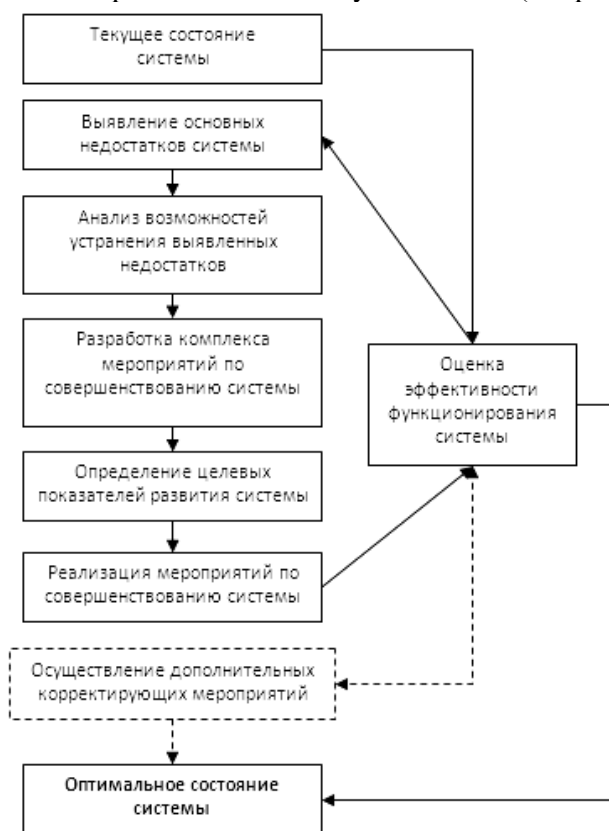 Текущее состояние
системы
Выявление основных
недостатков системы
Анализ возможностей
устранения выявленных
недостатков
Разработка комплекса
мероприятий по
совершенствованию системы
Оценка
эффективности
функционирования
системы
Определение целевых
показателей развития системы
Реализация мероприятий по
совершенствованию системы
Осуществление дополнительных
корректирующих мероприятий
Оптимальное состояние
системы